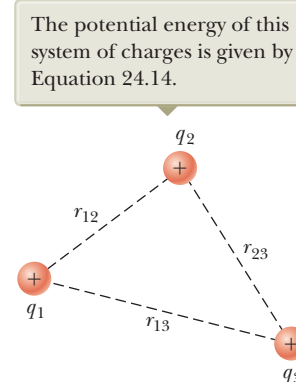 The potential energy of this
system of charges is given by
Equation 24.14.
q2
+
r12
r23
+
q1
r13
+